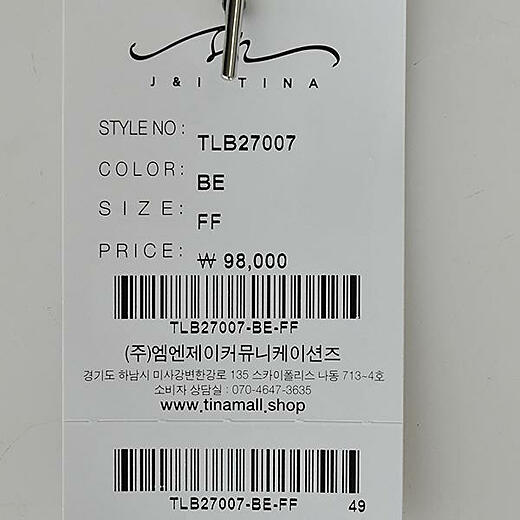 J & I TINA
STYLE NO : TLB27007
COLOR: BE
SIZE: FF
PRICE: ₩ 98,000
TLB27007-BE-FF
(주)엠엔제이커뮤니케이션즈
경기도 하남시 미사강변한강로 135 스카이폴리스 나동 713~4호
소비자 상담실 : 070-4647-3635
www.tinamall.shop
TLB27007-BE-FF 49